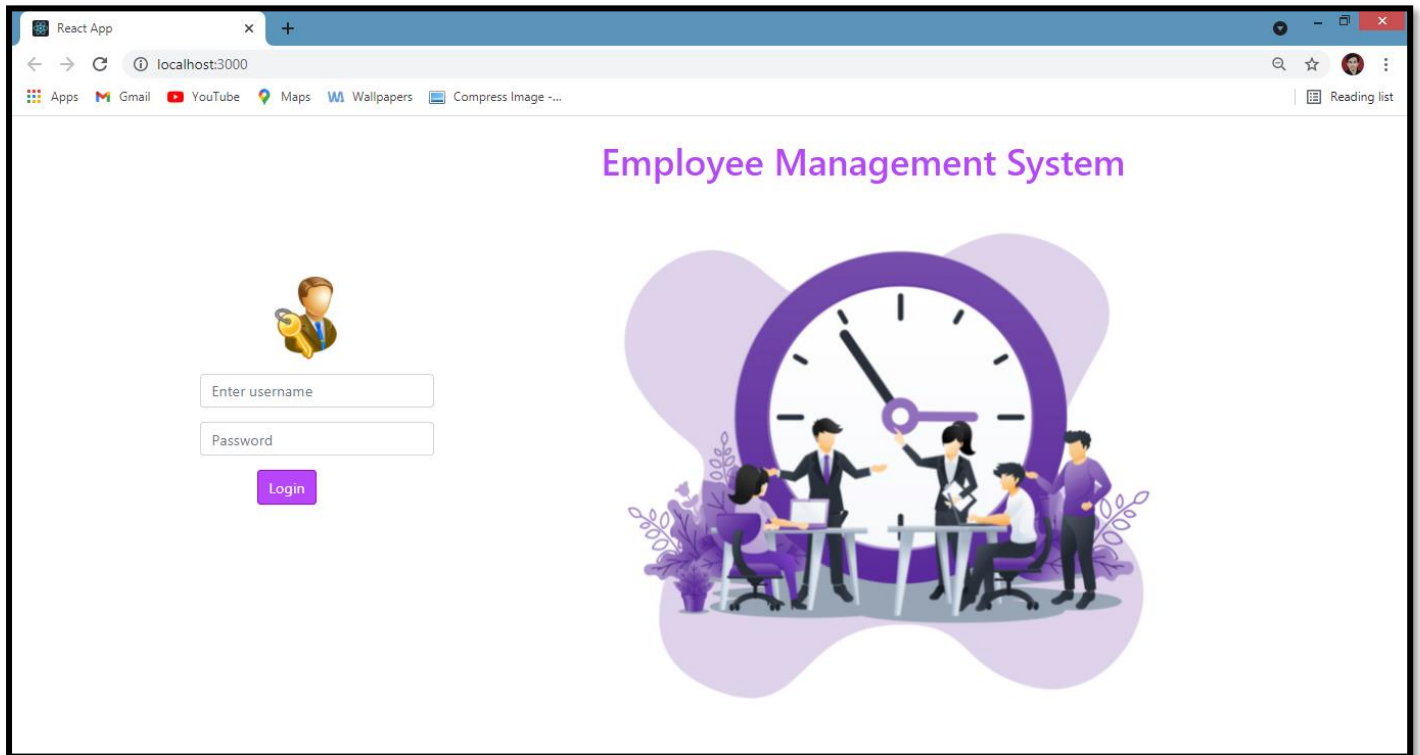 React App
localhost:3000
Apps Gmail YouTube Maps Wallpapers Compress Image -... Reading list
Employee Management System
Enter username
Password
Login